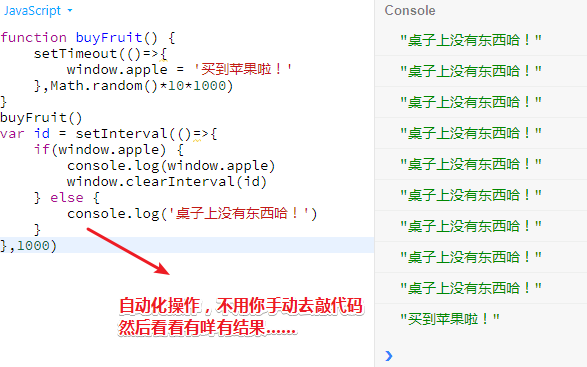 JavaScript
function buyFruit() {
setTimeout(()=>{
window.apple = '买到苹果啦！'
},Math.random()*10*1000)
}
buyFruit()
var id = setInterval(()=>{
if(window.apple) {
console.log(window.apple)
window.clearInterval(id)
} else {
console.log('桌子上没有东西哈！')
}
},1000)
自动化操作，不用你手动去敲代码
然后看看有咩有结果......
Console
"桌子上没有东西哈！"
"桌子上没有东西哈！"
"桌子上没有东西哈！"
"桌子上没有东西哈！"
"桌子上没有东西哈！"
"桌子上没有东西哈！"
"桌子上没有东西哈！"
"桌子上没有东西哈！"
"桌子上没有东西哈！"
"买到苹果啦！"